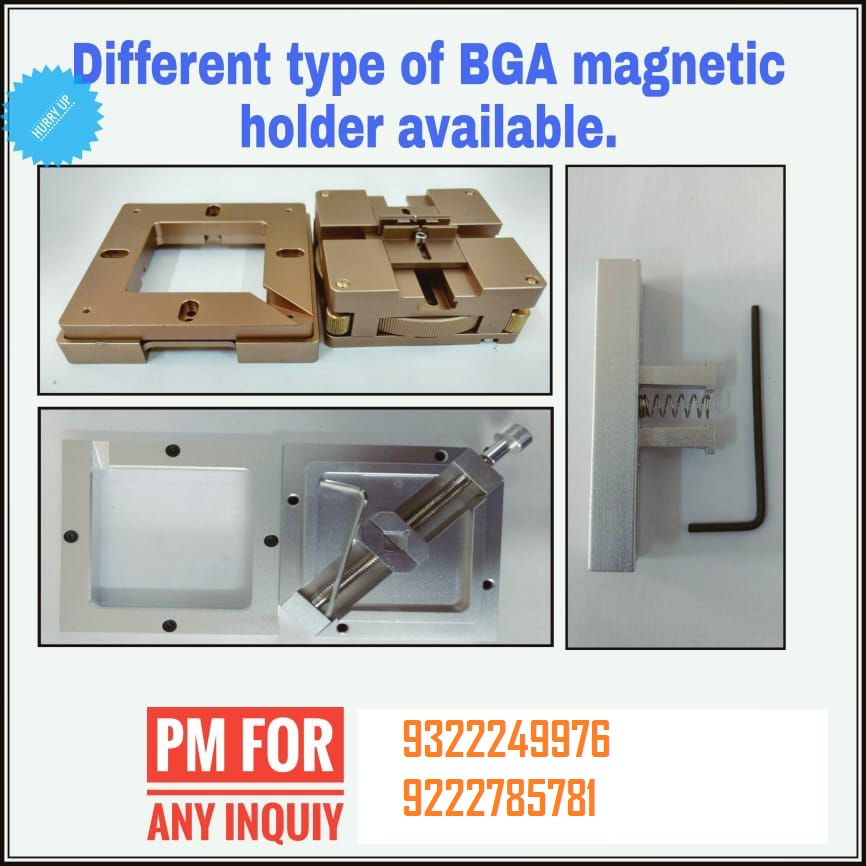 Different type of BGA magnetic
holder available.
HURRY UP
PM FOR
ANY INQUIY
9322249976
9222785781